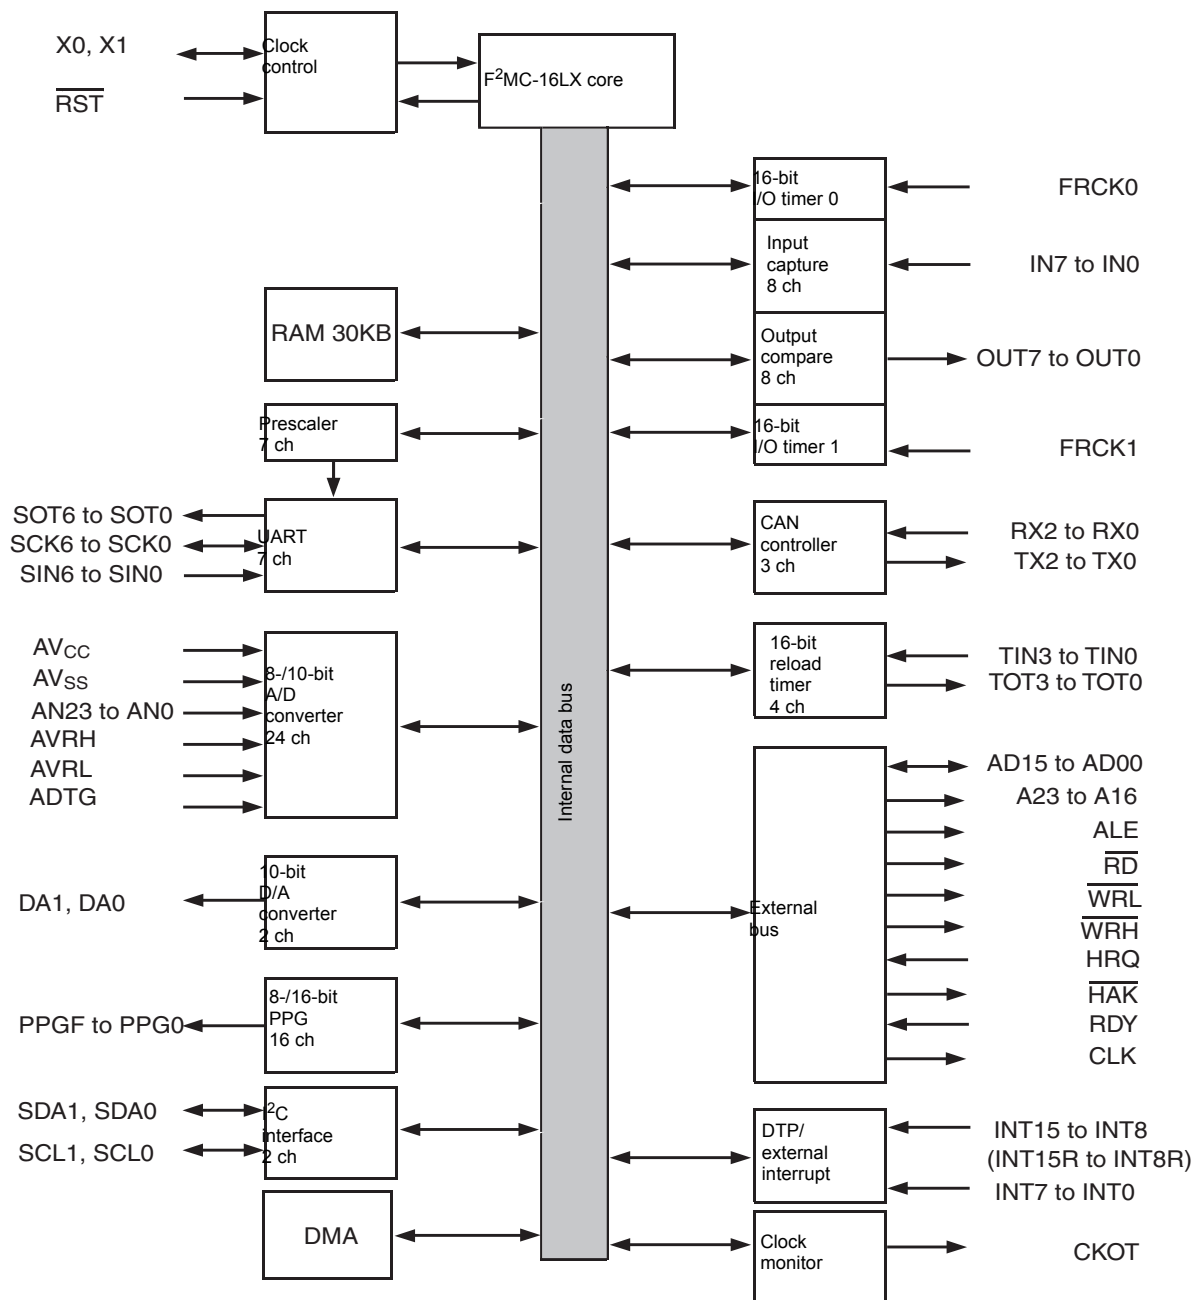 X0, X1
RST
Clock
control
F²MC-16LX core
RAM 30KB
Prescaler
7 ch
SOT6 to SOT0
SCK6 to SCK0
SIN6 to SIN0
UART
7 ch
AVCC
AVSS
AN23 to AN0
AVRH
AVRL
ADTG
8-/10-bit
A/D
converter
24 ch
DA1, DA0
10-bit
D/A
converter
2 ch
PPGF to PPG0
8-/16-bit
PPG
16 ch
SDA1, SDA0
SCL1, SCL0
I²C
interface
2 ch
DMA
Internal data bus
16-bit
I/O timer 0
FRCK0
Input
capture
8 ch
IN7 to IN0
Output
compare
8 ch
OUT7 to OUT0
16-bit
I/O timer 1
FRCK1
CAN
controller
3 ch
RX2 to RX0
TX2 to TX0
16-bit
reload
timer
4 ch
TIN3 to TIN0
TOT3 to TOT0
External
bus
AD15 to AD00
A23 to A16
ALE
RD
WRL
WRH
HRQ
HAK
RDY
CLK
DTP/
external
interrupt
INT15 to INT8
(INT15R to INT8R)
INT7 to INT0
Clock
monitor
CKOT